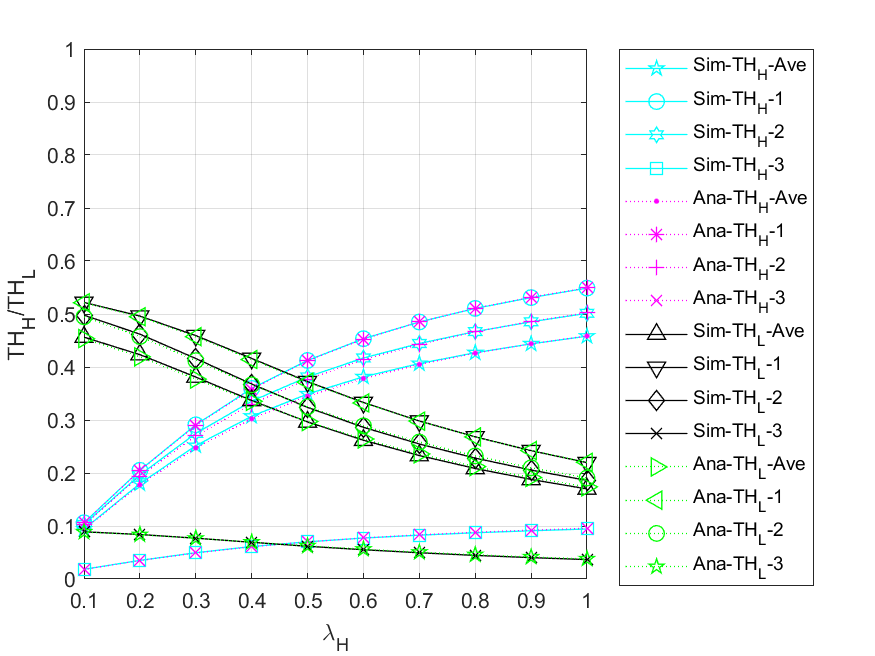 1
0.9
0.8
0.7
0.6
0.5
0.4
0.3
0.2
0.1
0
TH_H/TH_L
0.1 0.2 0.3 0.4 0.5 0.6 0.7 0.8 0.9 1
λ_H
Sim-TH_H-Ave
Sim-TH_H-1
Sim-TH_H-2
Sim-TH_H-3
Ana-TH_H-Ave
Ana-TH_H-1
Ana-TH_H-2
Ana-TH_H-3
Sim-TH_L-Ave
Sim-TH_L-1
Sim-TH_L-2
Sim-TH_L-3
Ana-TH_L-Ave
Ana-TH_L-1
Ana-TH_L-2
Ana-TH_L-3